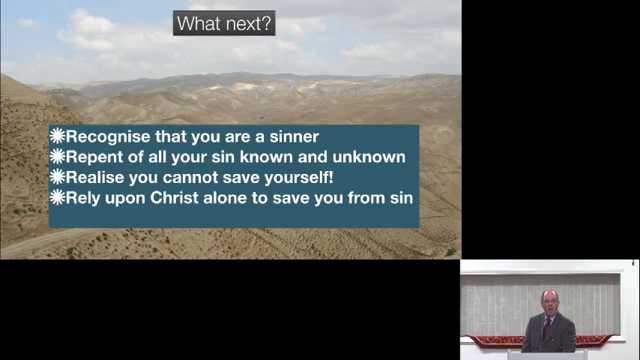 What next?
✺Recognise that you are a sinner
✺Repent of all your sin known and unknown
✺Realise you cannot save yourself!
✺Rely upon Christ alone to save you from sin